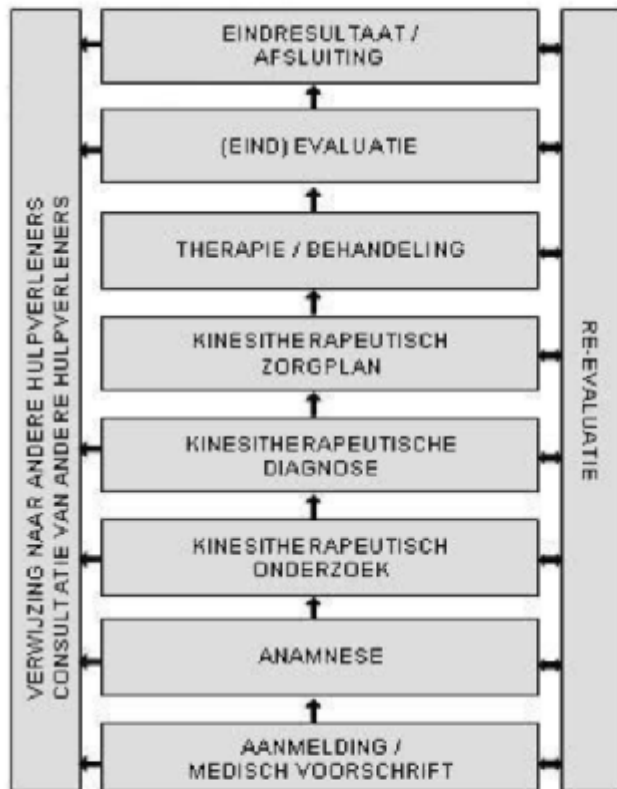 EINDRESULTAAT /
AFSLUITING
(EIND) EVALUATIE
THERAPIE / BEHANDELING
KINESITHERAPEUTISCH
ZORGPLAN
KINESITHERAPEUTISCHE
DIAGNOSE
KINESITHERAPEUTISCH
ONDERZOEK
ANAMNESE
AANMELDING /
MEDISCH VOORSCHRIFT
VERWIJZING NAAR ANDERE HULPVERLENERS
CONSULTATIE VAN ANDERE HULPVERLENERS
RE-EVALUATIE